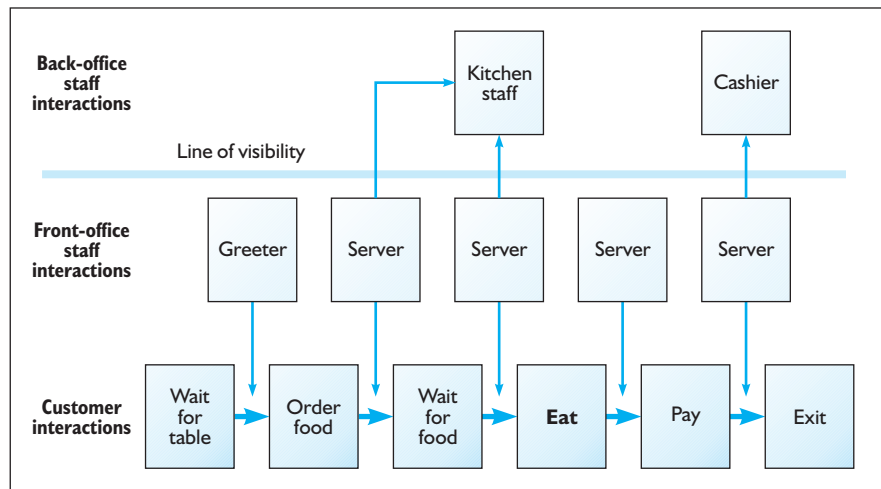 Back-office
staff
interactions
Kitchen
staff
Cashier
Line of visibility
Front-office
staff
interactions
Greeter
Server
Server
Server
Server
Customer
interactions
Wait
for
table
Order
food
Wait
for
food
Eat
Pay
Exit